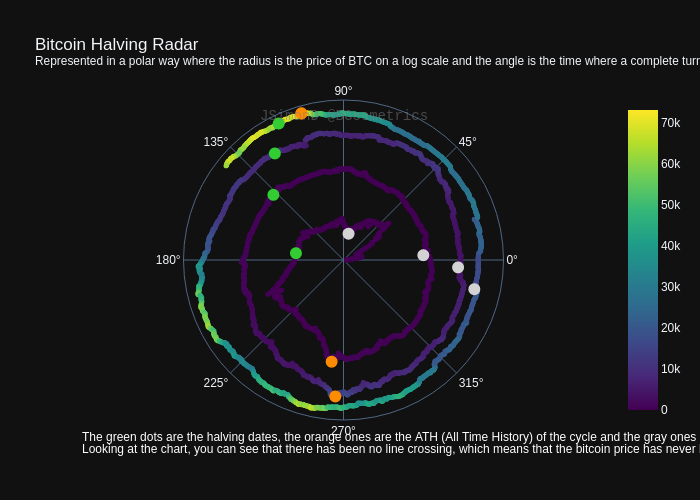 Bitcoin Halving Radar
Represented in a polar way where the radius is the price of BTC on a log scale and the angle is the time where a complete turn
90°
135°
45°
70k
60k
50k
40k
180°
0°
30k
20k
10k
225°
315°
0
270°
The green dots are the halving dates, the orange ones are the ATH (All Time History) of the cycle and the gray ones
Looking at the chart, you can see that there has been no line crossing, which means that the bitcoin price has never